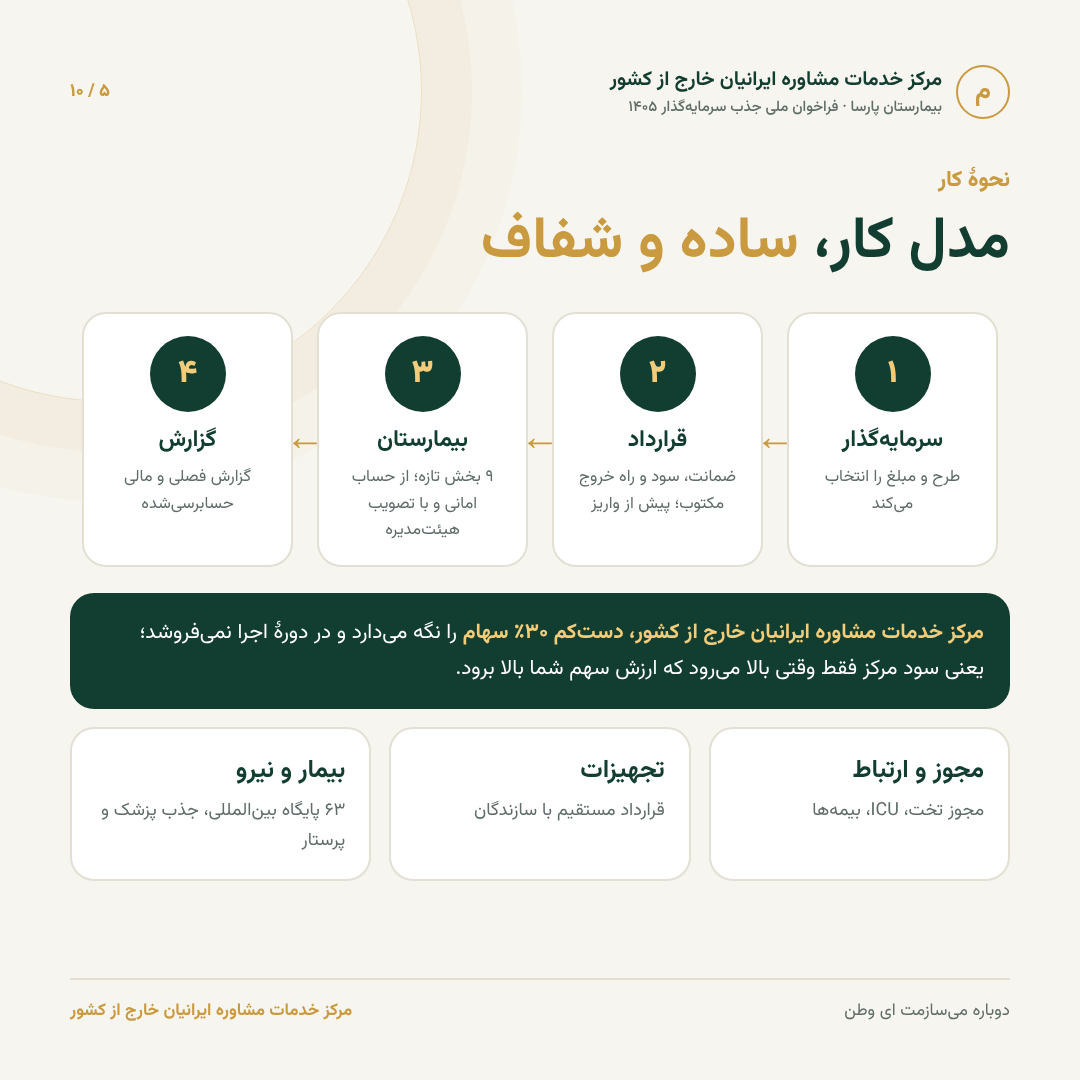 م
مرکز خدمات مشاوره ایرانیان خارج از کشور
بیمارستان پارسا · فراخوان ملی جذب سرمایه‌گذار ۱۴۰۵
۵ / ۱۰
نحوهٔ کار
مدل کار، ساده و شفاف
۱
سرمایه‌گذار
طرح و مبلغ را انتخاب
می‌کند
←
۲
قرارداد
ضمانت، سود و راه خروج
مکتوب؛ پیش از واریز
←
۳
بیمارستان
۹ بخش تازه؛ از حساب
امانی و با تصویب
هیئت‌مدیره
←
۴
گزارش
گزارش فصلی و مالی
حسابرسی‌شده
مرکز خدمات مشاوره ایرانیان خارج از کشور، دست‌کم ۳۰٪ سهام را نگه می‌دارد و در دورهٔ اجرا نمی‌فروشد؛
یعنی سود مرکز فقط وقتی بالا می‌رود که ارزش سهم شما بالا برود.
مجوز و ارتباط
مجوز تخت، ICU، بیمه‌ها
تجهیزات
قرارداد مستقیم با سازندگان
بیمار و نیرو
۶۳ پایگاه بین‌المللی، جذب پزشک و
پرستار
دوباره می‌سازمت ای وطن
مرکز خدمات مشاوره ایرانیان خارج از کشور